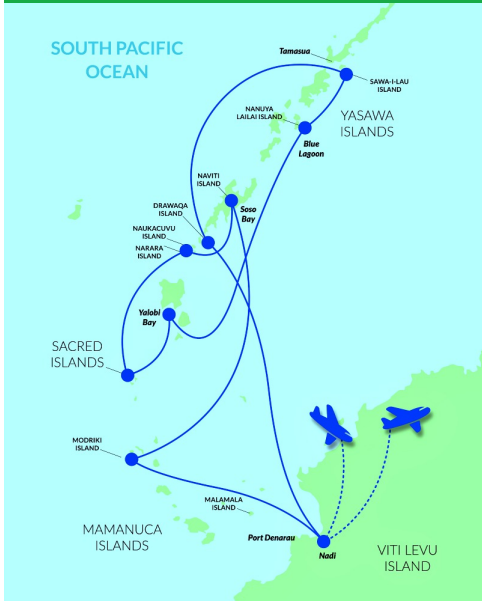 SOUTH PACIFIC
OCEAN
Tamasua
SAWA-I-LAU
ISLAND
NANUYA
LAILAI ISLAND
YASAWA
ISLANDS
Blue
Lagoon
NAVITI
ISLAND
DRAWAQA
ISLAND
Soso
Bay
NAUKACUVU
ISLAND
NARARA
ISLAND
Yalobi
Bay
SACRED
ISLANDS
MODRIKI
ISLAND
MALAMALA
ISLAND
MAMANUCA
ISLANDS
Port Denarau
Nadi
VITI LEVU
ISLAND